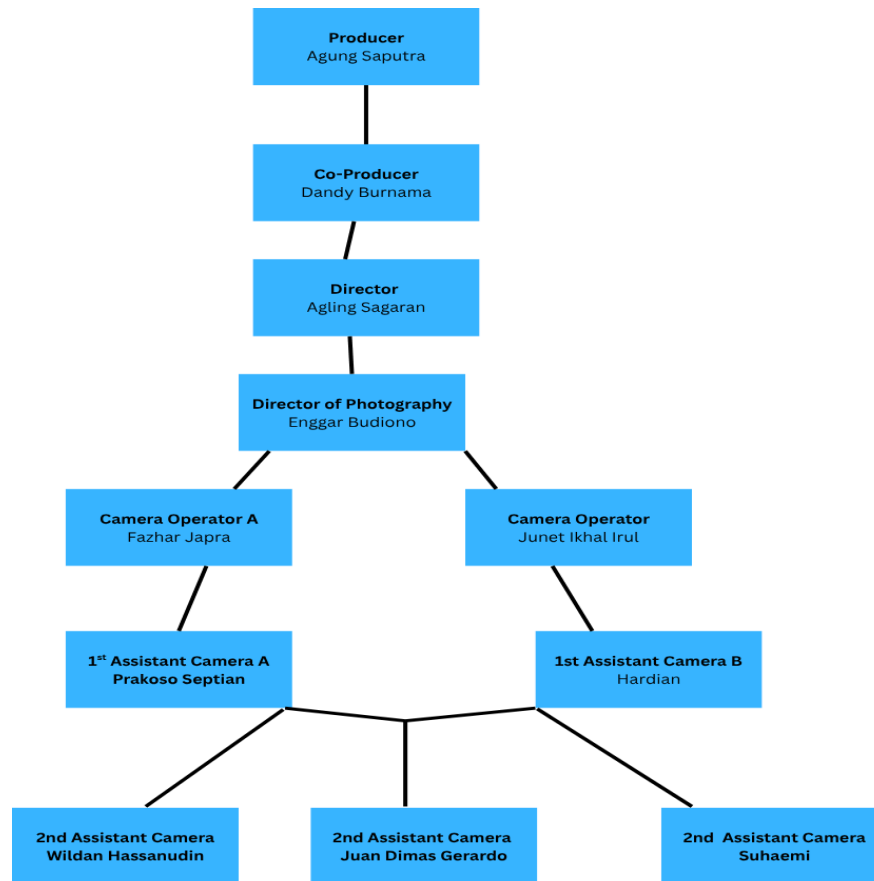 Producer
Agung Saputra
Co-Producer
Dandy Burnama
Director
Agling Sagaran
Director of Photography
Enggar Budiono
Camera Operator A
Fazhar Japra
Camera Operator
Junet Ikhal Irul
1st Assistant Camera A
Prakoso Septian
1st Assistant Camera B
Hardian
2nd Assistant Camera
Wildan Hassanudin
2nd Assistant Camera
Juan Dimas Gerardo
2nd  Assistant Camera
Suhaemi